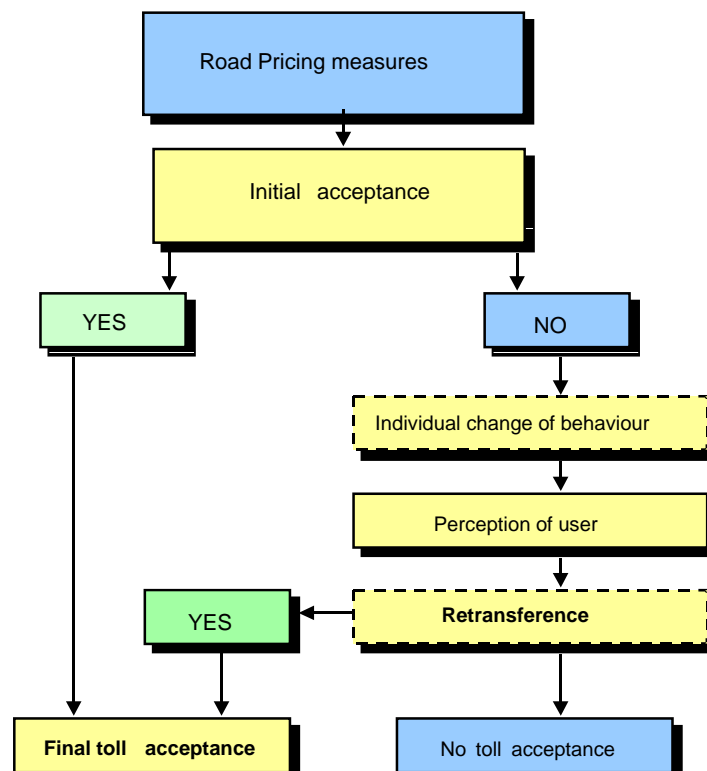 Road Pricing measures
Initial acceptance
YES
NO
Individual change of behaviour
Perception of user
YES
Retransference
Final toll acceptance
No toll acceptance